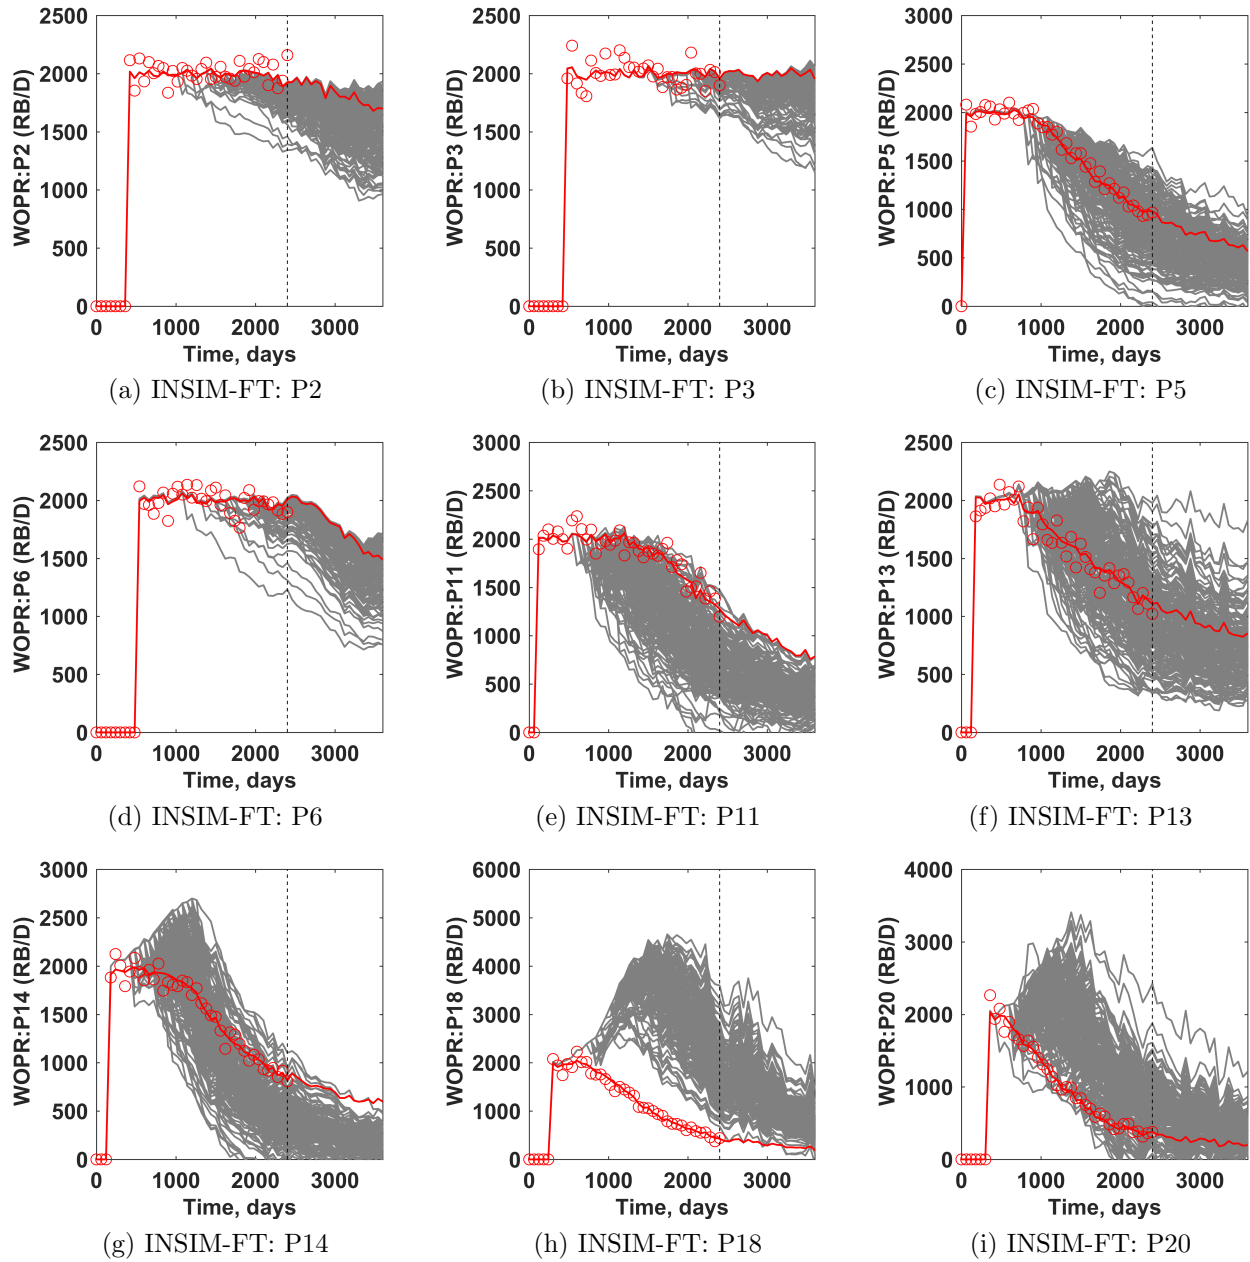 2500
2000
1500
1000
500
0
WOPR:P2 (RB/D)
0 1000 2000 3000
Time, days
(a) INSIM-FT: P2
2500
2000
1500
1000
500
0
WOPR:P3 (RB/D)
0 1000 2000 3000
Time, days
(b) INSIM-FT: P3
3000
2500
2000
1500
1000
500
0
WOPR:P5 (RB/D)
0 1000 2000 3000
Time, days
(c) INSIM-FT: P5
2500
2000
1500
1000
500
0
WOPR:P6 (RB/D)
0 1000 2000 3000
Time, days
(d) INSIM-FT: P6
3000
2500
2000
1500
1000
500
0
WOPR:P11 (RB/D)
0 1000 2000 3000
Time, days
(e) INSIM-FT: P11
2500
2000
1500
1000
500
0
WOPR:P13 (RB/D)
0 1000 2000 3000
Time, days
(f) INSIM-FT: P13
3000
2500
2000
1500
1000
500
0
WOPR:P14 (RB/D)
0 1000 2000 3000
Time, days
(g) INSIM-FT: P14
6000
5000
4000
3000
2000
1000
0
WOPR:P18 (RB/D)
0 1000 2000 3000
Time, days
(h) INSIM-FT: P18
4000
3000
2000
1000
0
WOPR:P20 (RB/D)
0 1000 2000 3000
Time, days
(i) INSIM-FT: P20